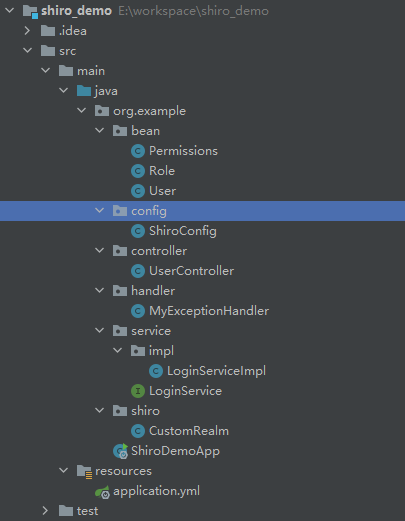 shiro_demo E:\workspace\shiro_demo
.idea
src
main
java
org.example
bean
Permissions
Role
User
config
ShiroConfig
controller
UserController
handler
MyExceptionHandler
service
impl
LoginServiceImpl
LoginService
shiro
CustomRealm
ShiroDemoApp
resources
application.yml
test